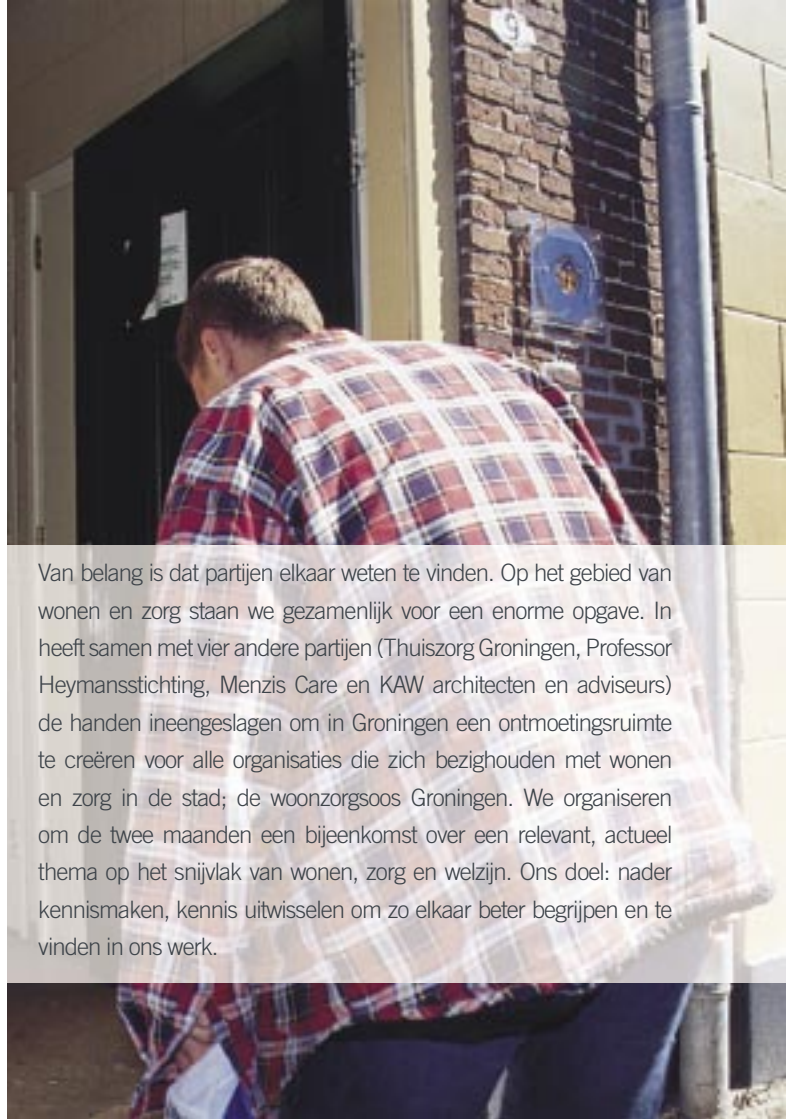 9
Van belang is dat partijen elkaar weten te vinden. Op het gebied van
wonen en zorg staan we gezamenlijk voor een enorme opgave. In
heeft samen met vier andere partijen (Thuiszorg Groningen, Professor
Heymansstichting, Menzis Care en KAW architecten en adviseurs)
de handen ineengeslagen om in Groningen een ontmoetingsruimte
te creëren voor alle organisaties die zich bezighouden met wonen
en zorg in de stad; de woonzorgsoos Groningen. We organiseren
om de twee maanden een bijeenkomst over een relevant, actueel
thema op het snijvlak van wonen, zorg en welzijn. Ons doel: nader
kennismaken, kennis uitwisselen om zo elkaar beter begrijpen en te
vinden in ons werk.